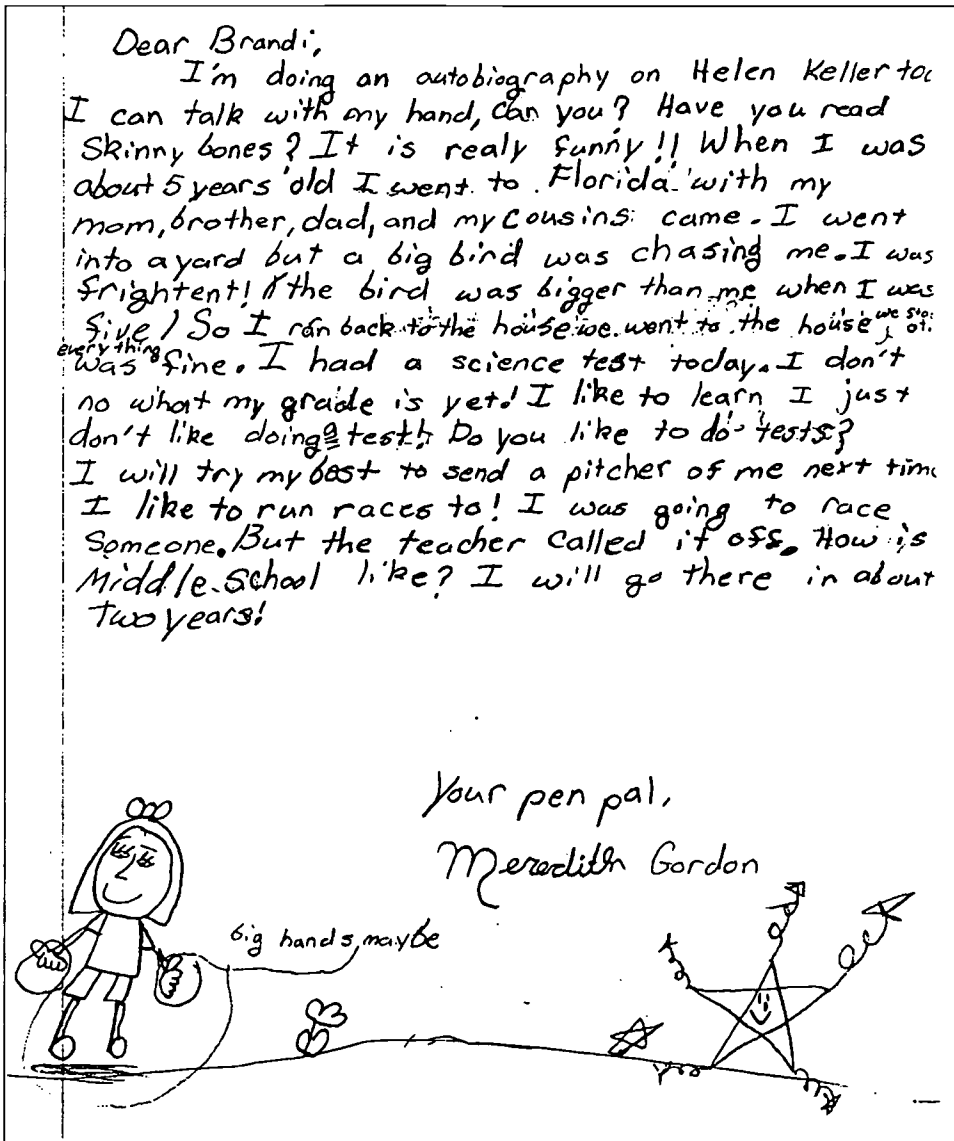 Dear Brandi,
I'm doing an autobiography on Helen Keller too
I can talk with my hand, can you? Have you read
Skinny bones? It is realy funny!! When I was
about 5 years old I went to Florida with my
mom, brother, dad, and my cousins came. I went
into a yard but a big bird was chasing me. I was
frightent! (the bird was bigger than me when I was
five) So I ran back to the house we went to the house we
every thing
was fine. I had a science test today. I don't
no what my grade is yet! I like to learn I just
don't like doing a test!! Do you like to do tests?
I will try my best to send a pitcher of me next time
I like to run races to! I was going to race
Someone. But the teacher called it off. How is
Middle School like? I will go there in about
Two years!
Your pen pal,
Meredith Gordon
big hands, maybe